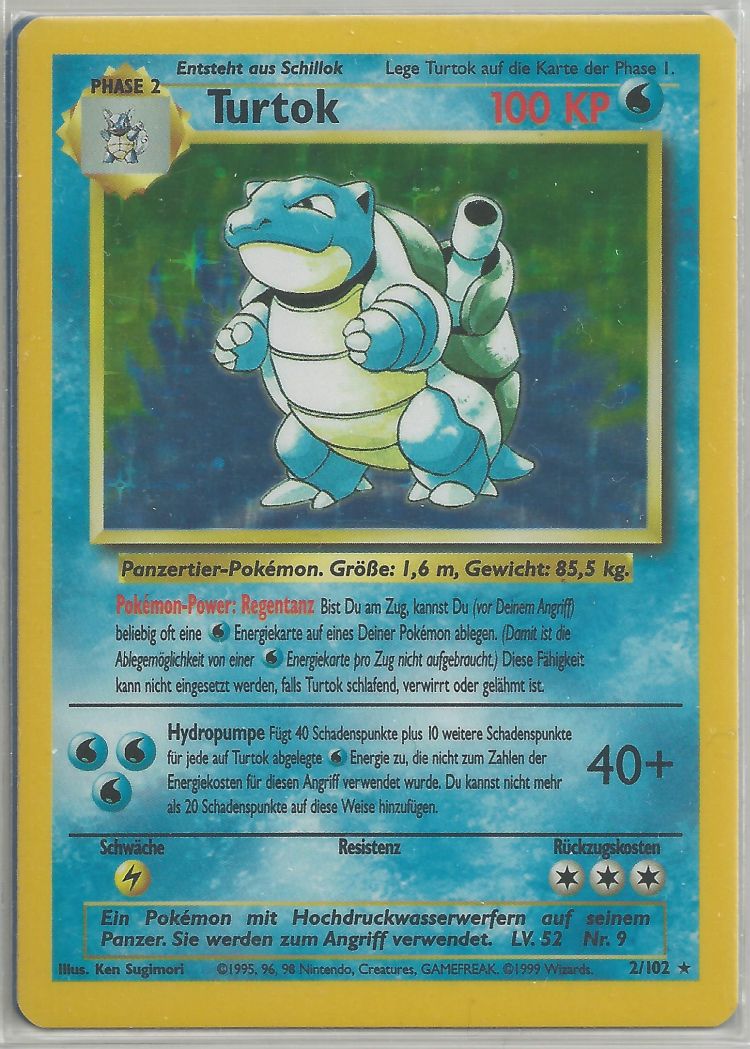 Entsteht aus Schillok Lege Turtok auf die Karte der Phase 1.
PHASE 2
Turtok 100 KP
Panzertier-Pokémon. Größe: 1,6 m, Gewicht: 85,5 kg.
Pokémon-Power: Regentanz Bist Du am Zug, kannst Du (vor Deinem Angriff)
beliebig oft eine Energiekarte auf eines Deiner Pokémon ablegen. (Damit ist die
Ablegemöglichkeit von einer Energiekarte pro Zug nicht aufgebraucht.) Diese Fähigkeit
kann nicht eingesetzt werden, falls Turtok schlafend, verwirrt oder gelähmt ist.
Hydropumpe Fügt 40 Schadenspunkte plus 10 weitere Schadenspunkte
für jede auf Turtok abgelegte Energie zu, die nicht zum Zahlen der
Energiekosten für diesen Angriff verwendet wurde. Du kannst nicht mehr
als 20 Schadenspunkte auf diese Weise hinzufügen.
40+
Schwäche Resistenz Rückzugskosten
Ein Pokémon mit Hochdruckwasserwerfern auf seinem
Panzer. Sie werden zum Angriff verwendet. LV. 52 Nr. 9
Illus. Ken Sugimori ©1995, 96, 98 Nintendo, Creatures, GAMEFREAK. ©1999 Wizards. 2/102 ★